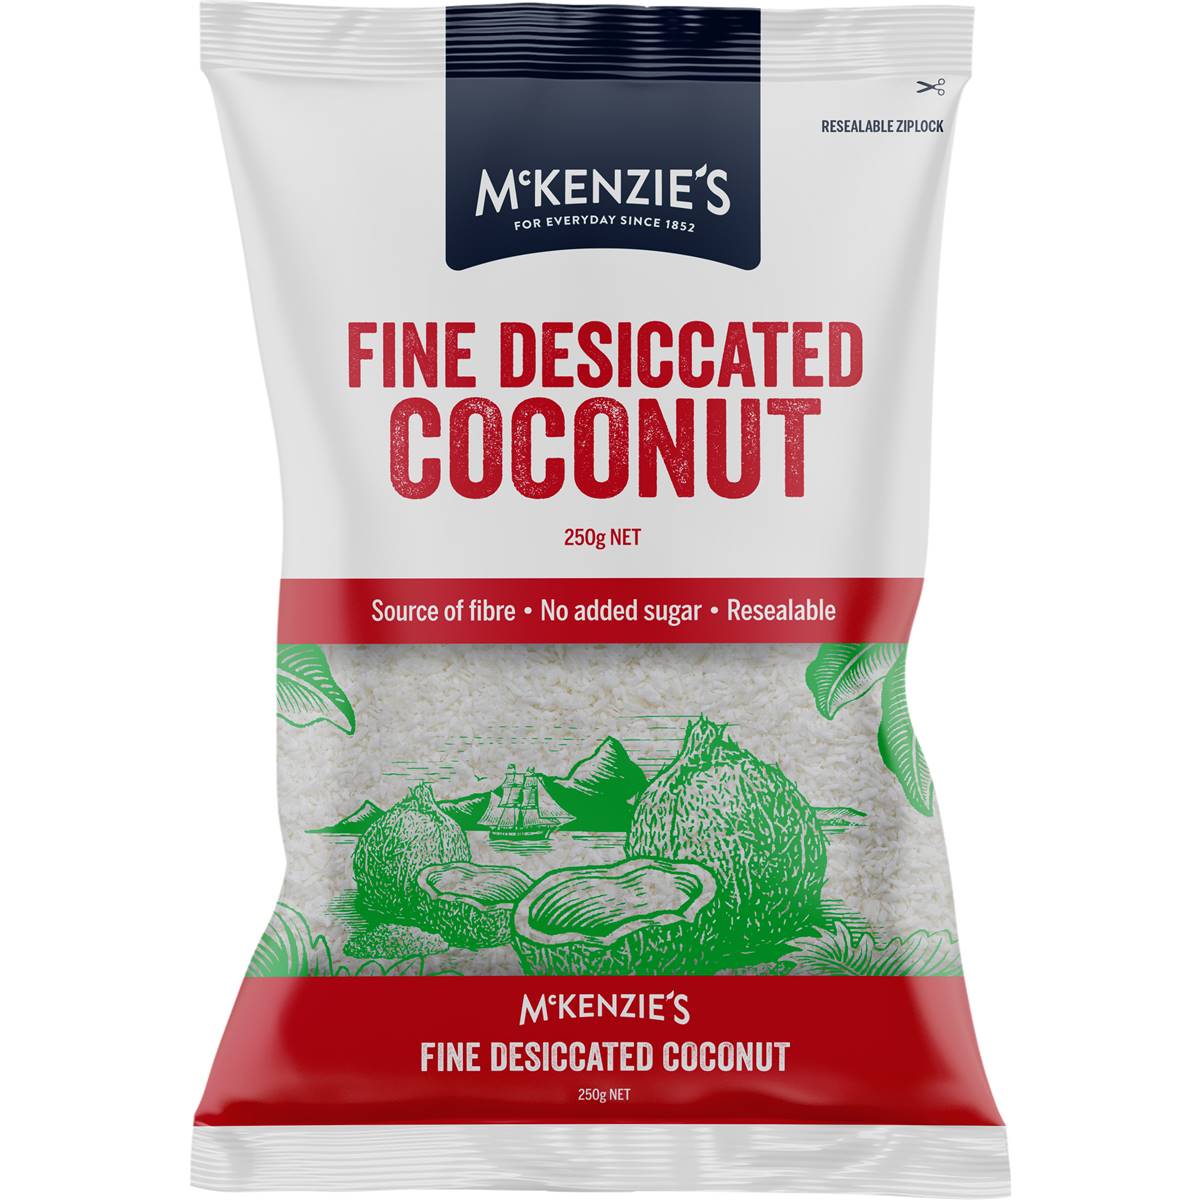 RESEALABLE ZIPLOCK
McKENZIE'S
FOR EVERYDAY SINCE 1852
FINE DESICCATED
COCONUT
250g NET
Source of fibre • No added sugar • Resealable
McKENZIE'S
FINE DESICCATED COCONUT
250g NET